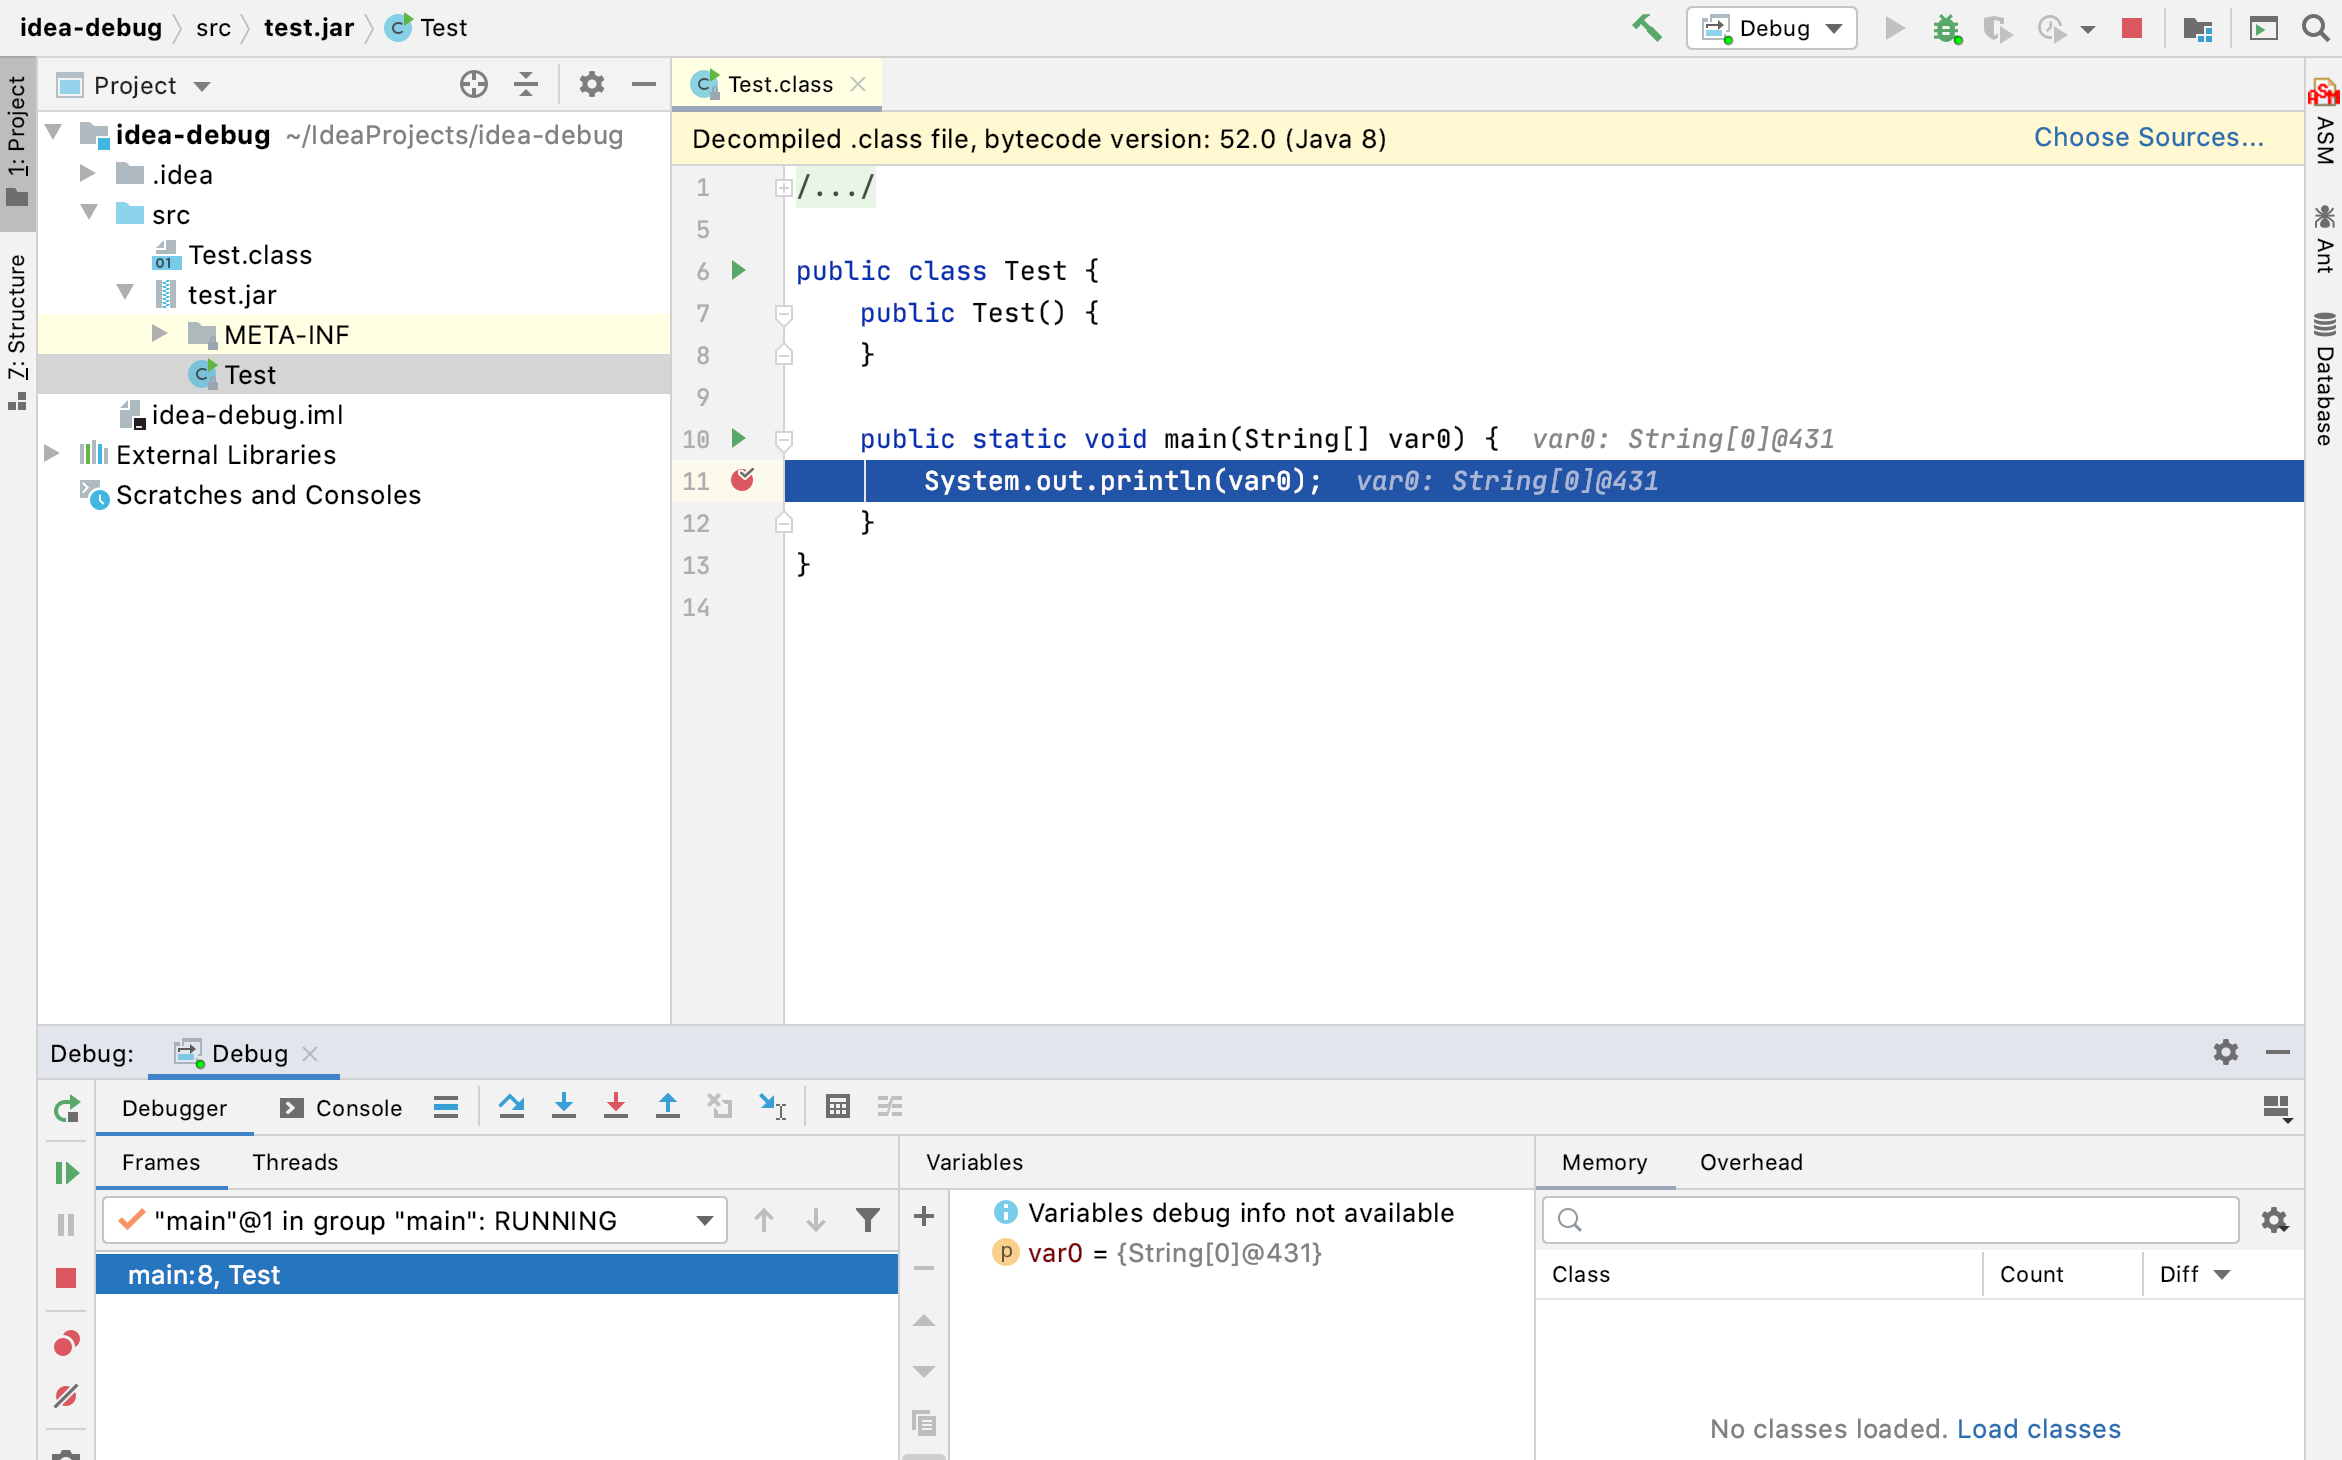 idea-debug src test.jar Test
Debug
Project
1: Project
7: Structure
idea-debug ~/IdeaProjects/idea-debug
.idea
src
Test.class
test.jar
META-INF
Test
idea-debug.iml
External Libraries
Scratches and Consoles
Test.class
Decompiled .class file, bytecode version: 52.0 (Java 8)
Choose Sources...
1 /.../
5
6 public class Test {
7 public Test() {
8 }
9
10 public static void main(String[] var0) { var0: String[0]@431
11 System.out.println(var0); var0: String[0]@431
12 }
13 }
14
ASM
Ant
Database
Debug: Debug
Debugger Console
Frames Threads
"main"@1 in group "main": RUNNING
main:8, Test
Variables
Variables debug info not available
var0 = {String[0]@431}
Memory Overhead
Class Count Diff
No classes loaded. Load classes